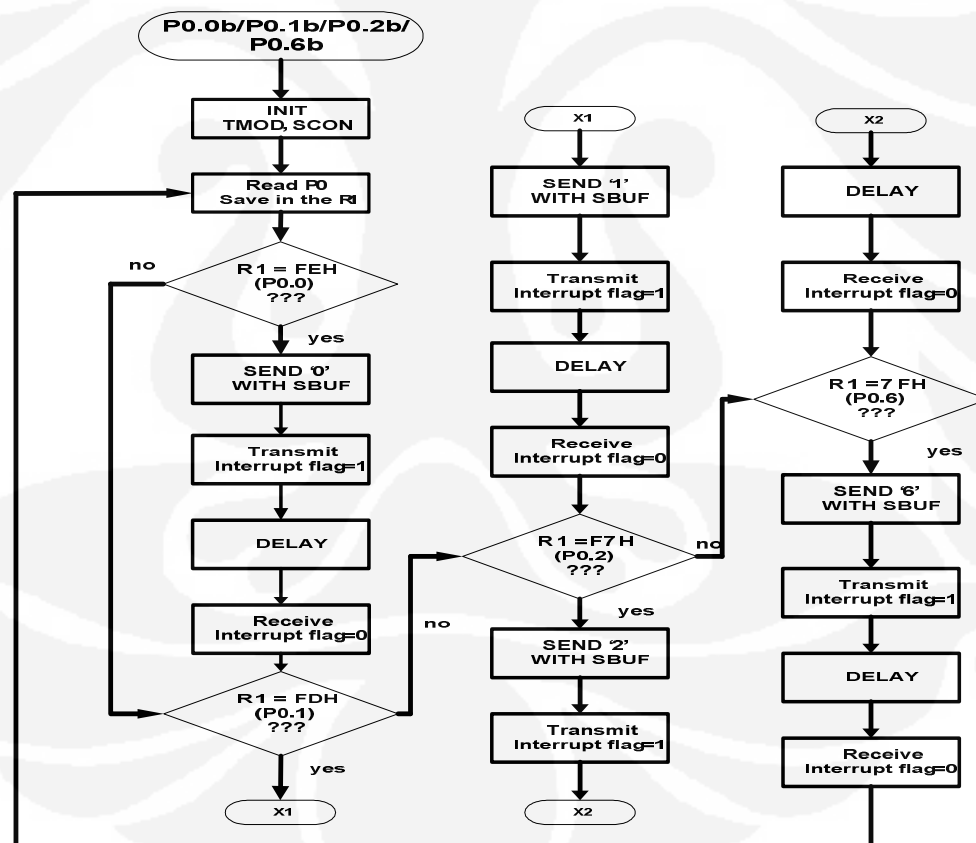 P0.0b/P0.1b/P0.2b/
P0.6b
INIT
TMOD, SCON
Read P0
Save in the R1
R1 = FEH
(P0.0)
???
no
yes
SEND '0'
WITH SBUF
Transmit
Interrupt flag=1
DELAY
Receive
Interrupt flag=0
R1 = FDH
(P0.1)
???
no
yes
X1
X1
SEND '1'
WITH SBUF
Transmit
Interrupt flag=1
DELAY
Receive
Interrupt flag=0
R1 =F7H
(P0.2)
???
no
yes
SEND '2'
WITH SBUF
Transmit
Interrupt flag=1
X2
X2
DELAY
Receive
Interrupt flag=0
R1 =7FH
(P0.6)
???
yes
SEND '6'
WITH SBUF
Transmit
Interrupt flag=1
DELAY
Receive
Interrupt flag=0